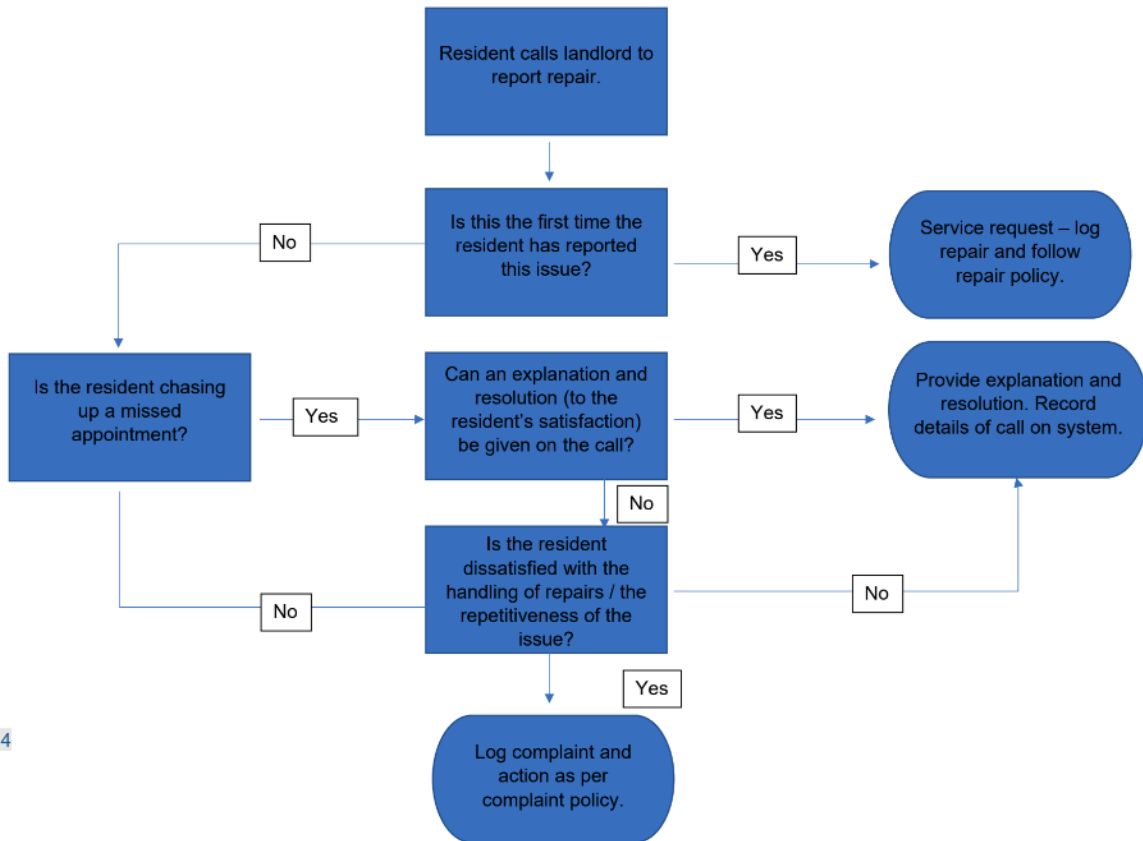 Resident calls landlord to
report repair.
Is this the first time the
resident has reported
this issue?
No
Yes
Service request – log
repair and follow
repair policy.
Is the resident chasing
up a missed
appointment?
Yes
Can an explanation and
resolution (to the
resident’s satisfaction)
be given on the call?
Yes
Provide explanation and
resolution. Record
details of call on system.
No
Is the resident
dissatisfied with the
handling of repairs / the
repetitiveness of the
issue?
No
No
Yes
Log complaint and
action as per
complaint policy.
4